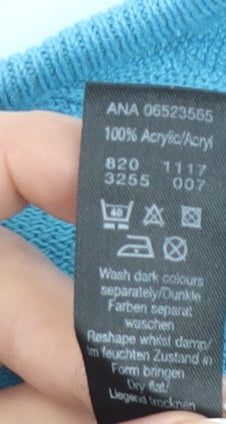 ANA 06523565
100% Acrylic/Acryl
820 1117
3255 007
40
Wash dark colours
separately/Dunkle
Farben separat
waschen
Reshape whilst damp/
im feuchten Zustand in
Form bringen
Dry flat/
Liegend trocknen